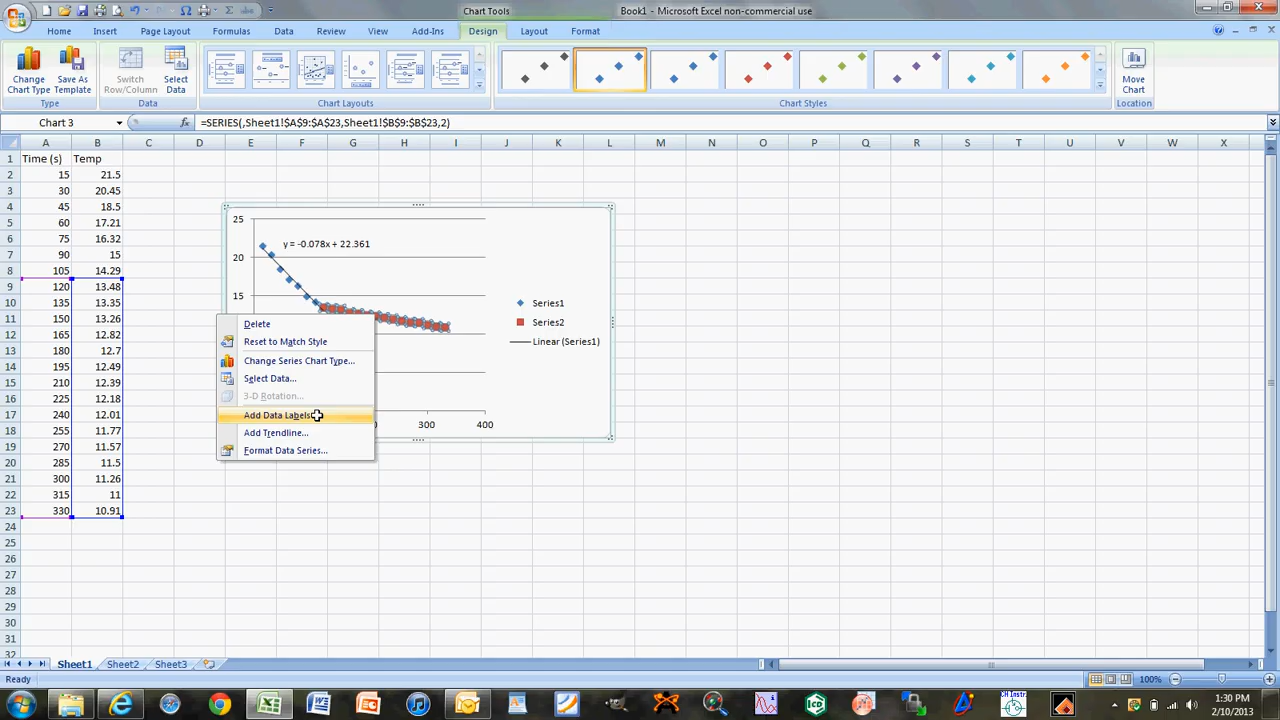 Chart Tools
Book1 - Microsoft Excel non-commercial use
Home Insert Page Layout Formulas Data Review View Add-Ins Design Layout Format
Change Chart Type
Save As Template
Switch Row/Column
Select Data
Move Chart
Type Data Chart Layouts Chart Styles Location
Chart 3 fx =SERIES(,Sheet1!$A$9:$A$23,Sheet1!$B$9:$B$23,2)
A B C D E F G H I J K L M N O P Q R S T U V W X
1 Time (s) Temp
2 15 21.5
3 30 20.45
4 45 18.5
5 60 17.21
6 75 16.32
7 90 15
8 105 14.29
9 120 13.48
10 135 13.35
11 150 13.26
12 165 12.82
13 180 12.7
14 195 12.49
15 210 12.39
16 225 12.18
17 240 12.01
18 255 11.77
19 270 11.57
20 285 11.5
21 300 11.26
22 315 11
23 330 10.91
24
25
26
27
28
29
30
31
32
25
20
15
y = -0.078x + 22.361
Series1
Series2
Linear (Series1)
300 400
Delete
Reset to Match Style
Change Series Chart Type...
Select Data...
3-D Rotation...
Add Data Labels
Add Trendline...
Format Data Series...
Sheet1 Sheet2 Sheet3
Ready 100%
1:30 PM
2/10/2013